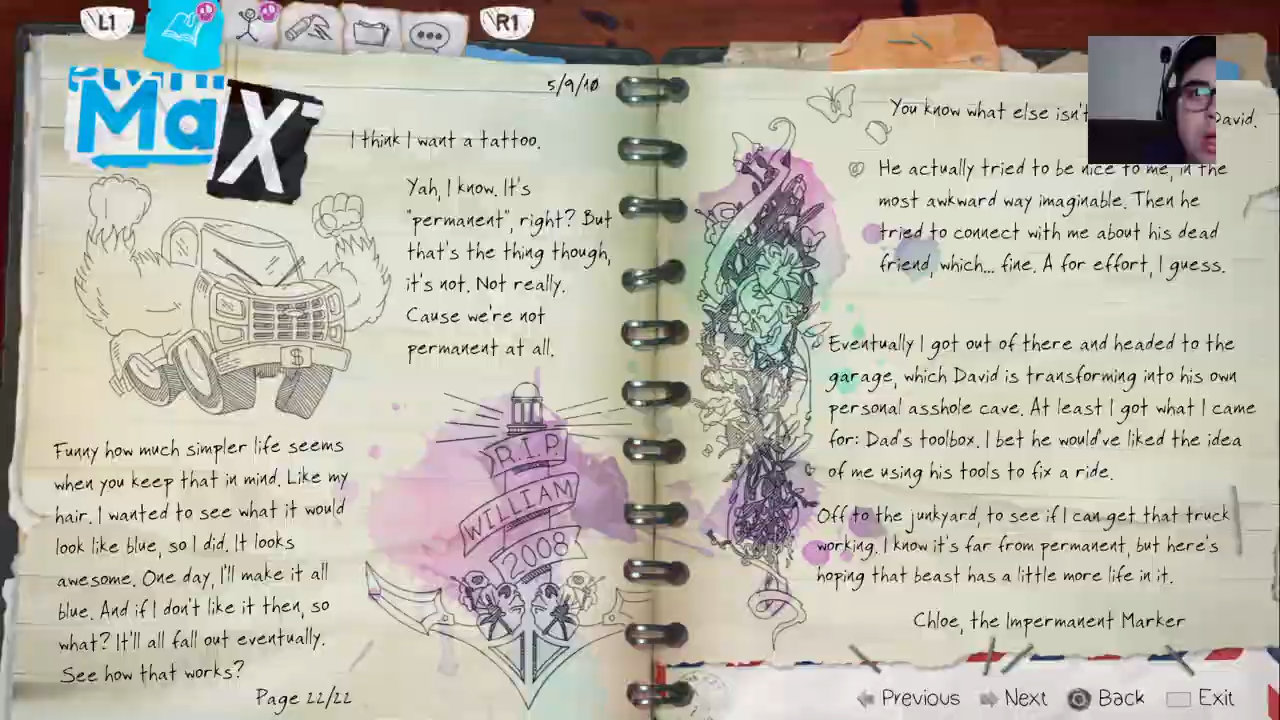 L1
R1
Max
5/9/10
I think I want a tattoo.
Yah, I know. It's
"permanent", right? But
that's the thing though,
it's not. Not really.
Cause we're not
permanent at all.
$
R.I.P.
WILLIAM
2008
Funny how much simpler life seems
when you keep that in mind. Like my
hair. I wanted to see what it would
look like blue, so I did. It looks
awesome. One day, I'll make it all
blue. And if I don't like it then, so
what? It'll all fall out eventually.
See how that works?
Page 22/22
You know what else isn't David.
He actually tried to be nice to me, in the
most awkward way imaginable. Then he
tried to connect with me about his dead
friend, which... fine. A for effort, I guess.
Eventually I got out of there and headed to the
garage, which David is transforming into his own
personal asshole cave. At least I got what I came
for: Dad's toolbox. I bet he would've liked the idea
of me using his tools to fix a ride.
Off to the junkyard, to see if I can get that truck
working. I know it's far from permanent, but here's
hoping that beast has a little more life in it.
Chloe, the Impermanent Marker
Previous Next Back Exit